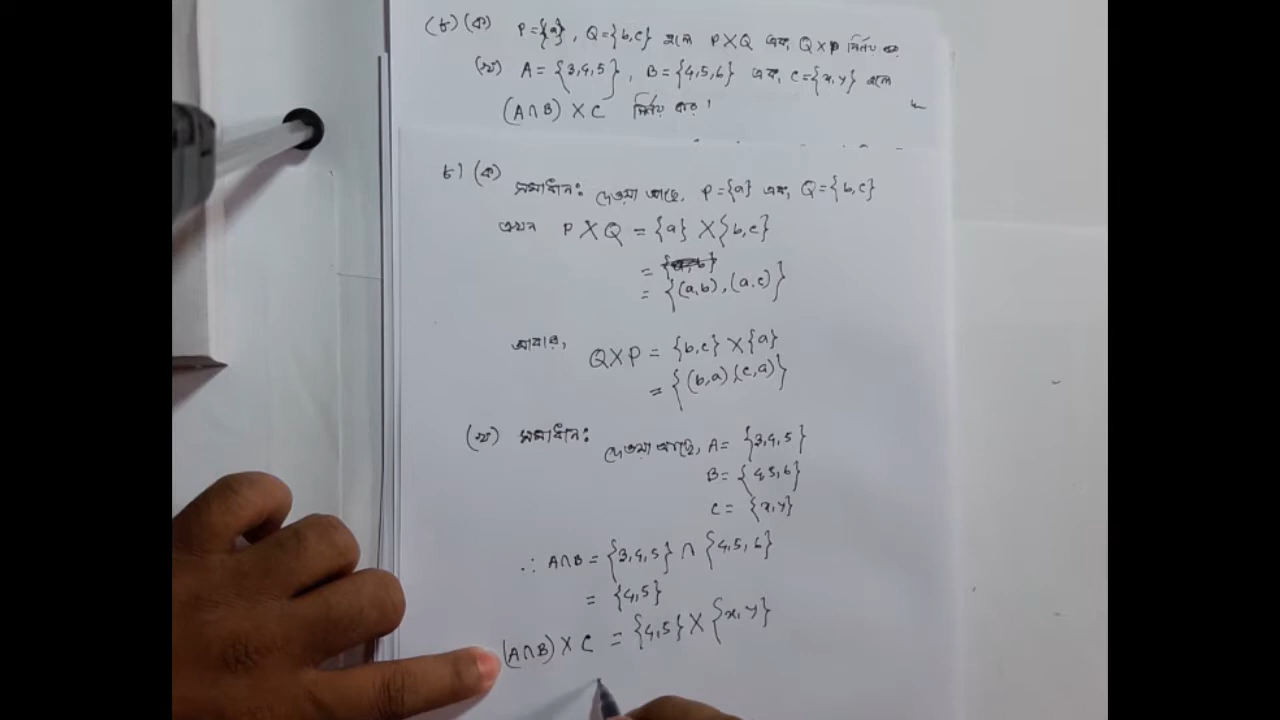 (৮) (ক) P={a}, Q={b,c} হলে P×Q এবং Q×P নির্ণয় কর
(খ) A={3,4,5}, B={4,5,6} এবং C={x,y} হলে
(A∩B)×C নির্ণয় কর।
৮। (ক)
সমাধান: দেওয়া আছে, P={a} এবং Q={b,c}
এখন P×Q = {a}×{b,c}
=
= {(a,b),(a,c)}
আবার,
Q×P = {b,c}×{a}
= {(b,a)(c,a)}
(খ) সমাধান:
দেওয়া আছে, A= {3,4,5}
B= {4,5,6}
C= {x,y}
∴ A∩B = {3,4,5}∩{4,5,6}
= {4,5}
(A∩B)×C = {4,5}×{x,y}